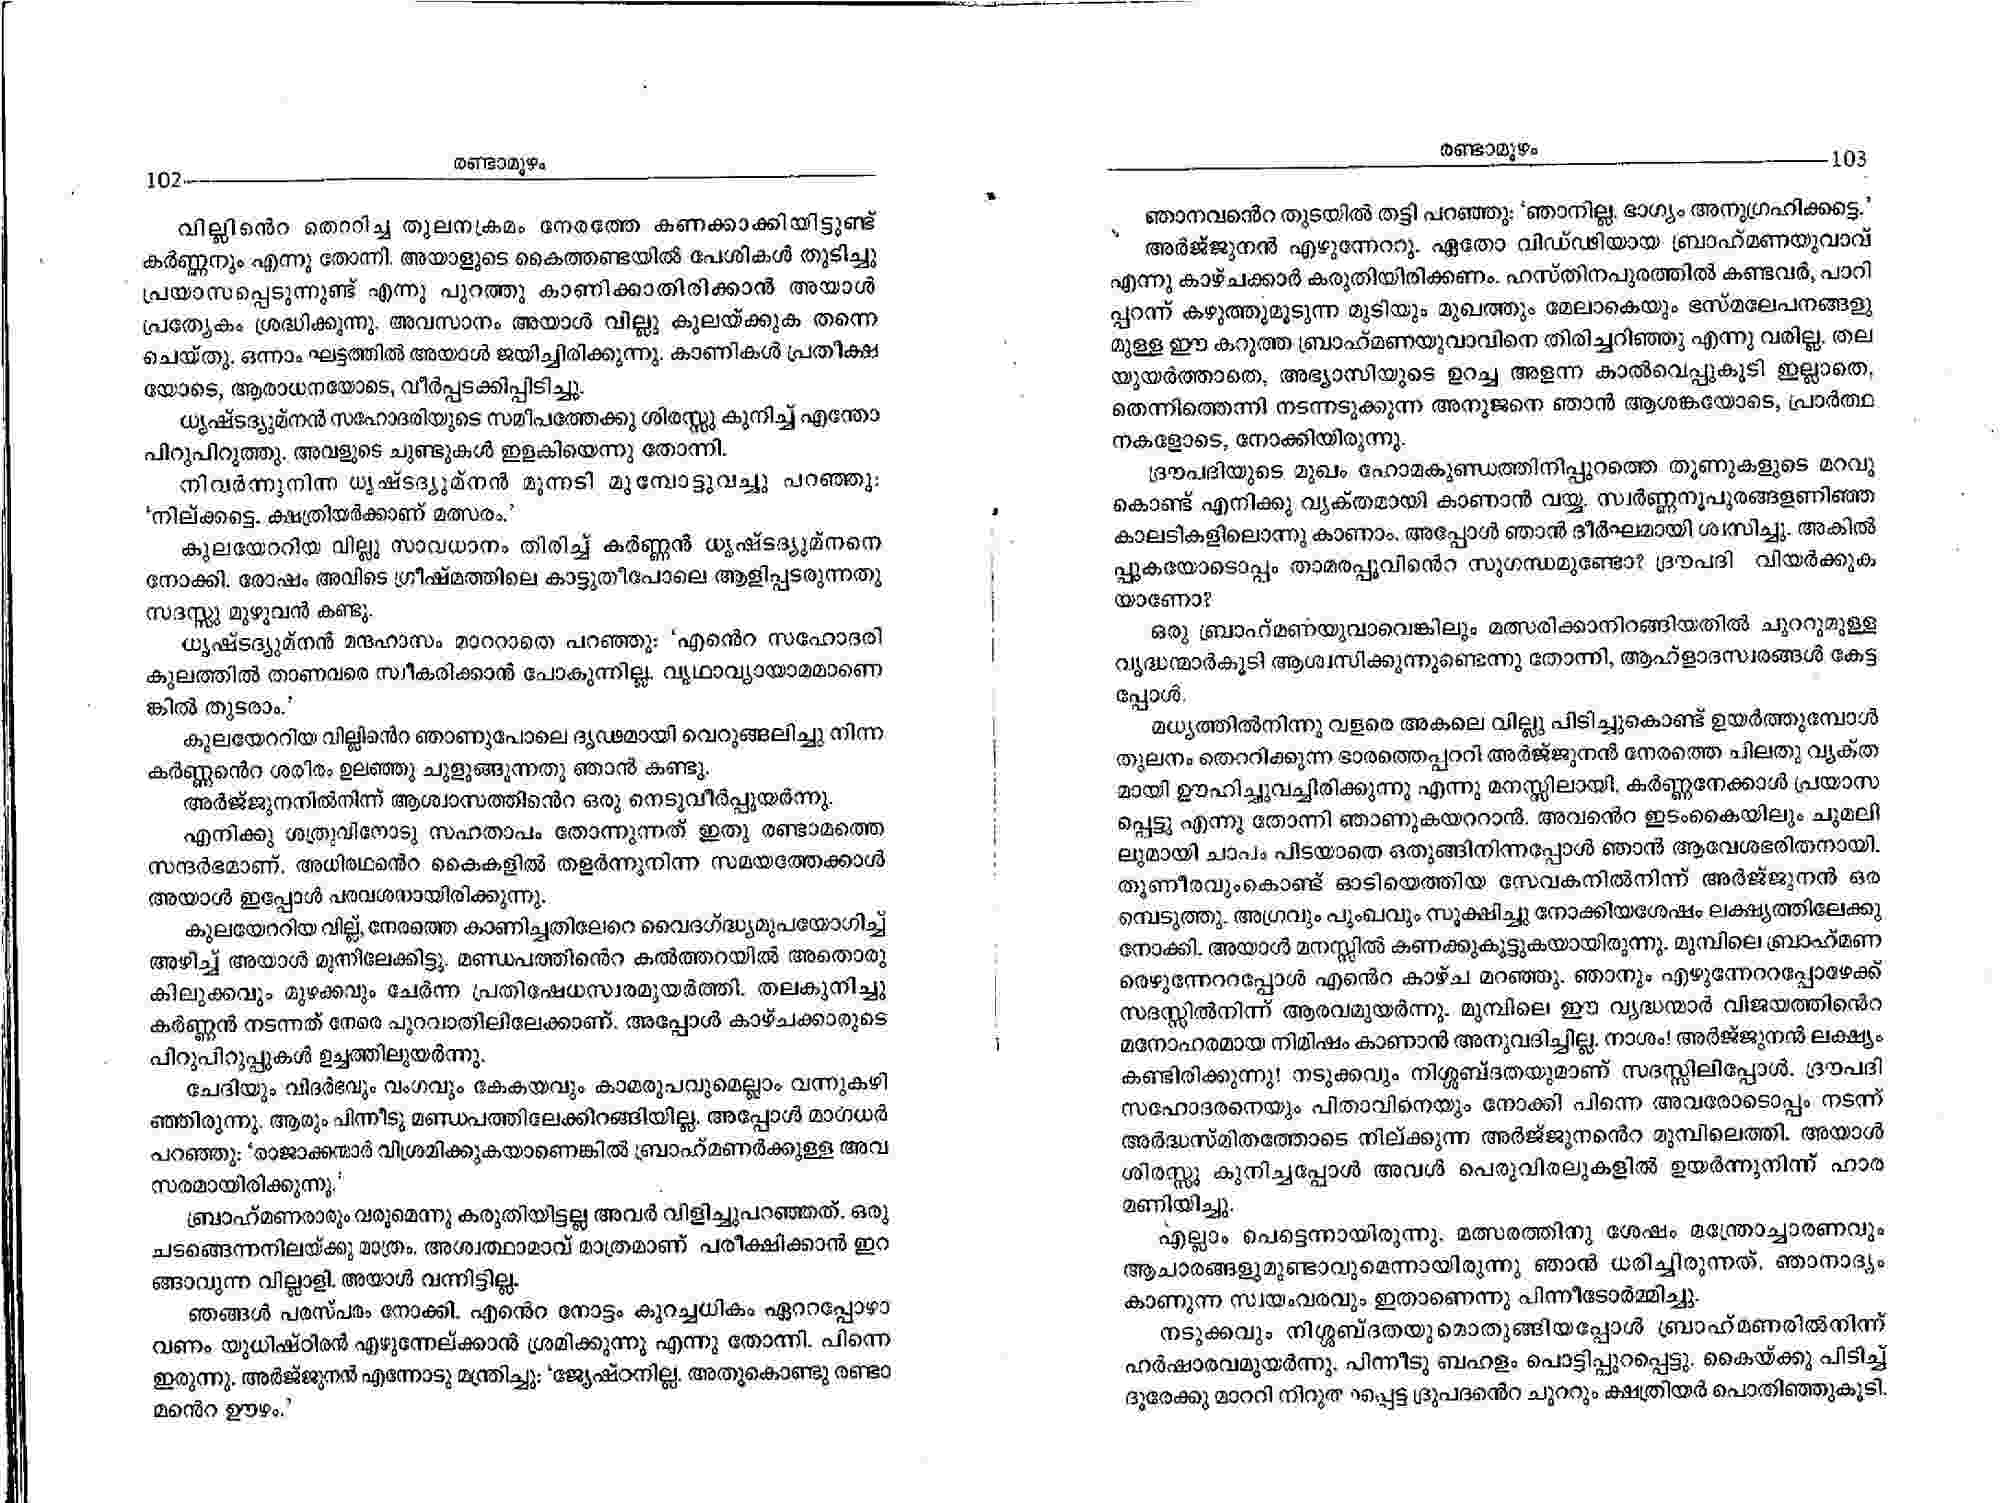 102 രണ്ടാമൂഴം
വില്ലിൻെറ തെററിച്ച തുലനക്രമം നേരത്തേ കണക്കാക്കിയിട്ടുണ്ട്
കർണ്ണനും എന്നു തോന്നി. അയാളുടെ കൈത്തണ്ടയിൽ പേശികൾ തുടിച്ചു
പ്രയാസപ്പെടുന്നുണ്ട് എന്നു പുറത്തു കാണിക്കാതിരിക്കാൻ അയാൾ
പ്രത്യേകം ശ്രദ്ധിക്കുന്നു. അവസാനം അയാൾ വില്ലു കുലയ്ക്കുക തന്നെ
ചെയ്തു. ഒന്നാം ഘട്ടത്തിൽ അയാൾ ജയിച്ചിരിക്കുന്നു. കാണികൾ പ്രതീക്ഷ
യോടെ, ആരാധനയോടെ, വീർപ്പടക്കിപ്പിടിച്ചു.
ധൃഷ്ടദ്യുമ്നൻ സഹോദരിയുടെ സമീപത്തേക്കു ശിരസ്സു കുനിച്ച് എന്തോ
പിറുപിറുത്തു. അവളുടെ ചുണ്ടുകൾ ഇളകിയെന്നു തോന്നി.
നിവർന്നുനിന്ന ധൃഷ്ടദ്യുമ്നൻ മുന്നടി മുമ്പോട്ടുവച്ചു പറഞ്ഞു:
‘നില്ക്കട്ടെ. ക്ഷത്രിയർക്കാണ് മത്സരം.’
കുലയേററിയ വില്ലു സാവധാനം തിരിച്ച് കർണ്ണൻ ധൃഷ്ടദ്യുമ്നനെ
നോക്കി. രോഷം അവിടെ ഗ്രീഷ്മത്തിലെ കാട്ടുതീപോലെ ആളിപ്പടരുന്നതു
സദസ്സു മുഴുവൻ കണ്ടു.
ധൃഷ്ടദ്യുമ്നൻ മന്ദഹാസം മാററാതെ പറഞ്ഞു: ‘എൻെറ സഹോദരി
കുലത്തിൽ താണവരെ സ്വീകരിക്കാൻ പോകുന്നില്ല. വൃഥാവ്യായാമമാണെ
ങ്കിൽ തുടരാം.’
കുലയേററിയ വില്ലിൻെറ ഞാണുപോലെ ദൃഢമായി വെറുങ്ങലിച്ചു നിന്ന
കർണ്ണൻെറ ശരീരം ഉലഞ്ഞു ചുളുങ്ങുന്നതു ഞാൻ കണ്ടു.
അർജ്ജുനനിൽനിന്ന് ആശ്വാസത്തിൻെറ ഒരു നെടുവീർപ്പുയർന്നു.
എനിക്കു ശത്രുവിനോടു സഹതാപം തോന്നുന്നത് ഇതു രണ്ടാമത്തെ
സന്ദർഭമാണ്. അധിരഥൻെറ കൈകളിൽ തളർന്നുനിന്ന സമയത്തേക്കാൾ
അയാൾ ഇപ്പോൾ പരവശനായിരിക്കുന്നു.
കുലയേററിയ വില്ല്, നേരത്തെ കാണിച്ചതിലേറെ വൈദഗ്ദ്ധ്യമുപയോഗിച്ച്
അഴിച്ച് അയാൾ മുന്നിലേക്കിട്ടു. മണ്ഡപത്തിൻെറ കൽത്തറയിൽ അതൊരു
കിലുക്കവും മുഴക്കവും ചേർന്ന പ്രതിഷേധസ്വരമുയർത്തി. തലകുനിച്ചു
കർണ്ണൻ നടന്നത് നേരെ പുറവാതിലിലേക്കാണ്. അപ്പോൾ കാഴ്ചക്കാരുടെ
പിറുപിറുപ്പുകൾ ഉച്ചത്തിലുയർന്നു.
ചേദിയും വിദർഭവും വംഗവും കേകയവും കാമരൂപവുമെല്ലാം വന്നുകഴി
ഞ്ഞിരുന്നു. ആരും പിന്നീടു മണ്ഡപത്തിലേക്കിറങ്ങിയില്ല. അപ്പോൾ മാഗധർ
പറഞ്ഞു: ‘രാജാക്കന്മാർ വിശ്രമിക്കുകയാണെങ്കിൽ ബ്രാഹ്മണർക്കുള്ള അവ
സരമായിരിക്കുന്നു.’
ബ്രാഹ്മണരാരും വരുമെന്നു കരുതിയിട്ടല്ല അവർ വിളിച്ചുപറഞ്ഞത്. ഒരു
ചടങ്ങെന്നനിലയ്ക്കു മാത്രം. അശ്വത്ഥാമാവ് മാത്രമാണ് പരീക്ഷിക്കാൻ ഇറ
ങ്ങാവുന്ന വില്ലാളി. അയാൾ വന്നിട്ടില്ല.
ഞങ്ങൾ പരസ്പരം നോക്കി. എൻെറ നോട്ടം കുറച്ചധികം ഏററപ്പോഴാ
വണം യുധിഷ്ഠിരൻ എഴുന്നേല്ക്കാൻ ശ്രമിക്കുന്നു എന്നു തോന്നി. പിന്നെ
ഇരുന്നു. അർജ്ജുനൻ എന്നോടു മന്ത്രിച്ചു: ‘ജ്യേഷ്ഠനില്ല. അതുകൊണ്ടു രണ്ടാ
മൻെറ ഊഴം.’
രണ്ടാമൂഴം 103
ഞാനവൻെറ തുടയിൽ തട്ടി പറഞ്ഞു: ‘ഞാനില്ല. ഭാഗ്യം അനുഗ്രഹിക്കട്ടെ.’
അർജ്ജുനൻ എഴുന്നേററു. ഏതോ വിഡ്ഢിയായ ബ്രാഹ്മണയുവാവ്
എന്നു കാഴ്ചക്കാർ കരുതിയിരിക്കണം. ഹസ്തിനപുരത്തിൽ കണ്ടവർ, പാറി
പ്പറന്ന് കഴുത്തുമൂടുന്ന മുടിയും മുഖത്തും മേലാകെയും ഭസ്മലേപനങ്ങളു
മുള്ള ഈ കറുത്ത ബ്രാഹ്മണയുവാവിനെ തിരിച്ചറിഞ്ഞു എന്നു വരില്ല. തല
യുയർത്താതെ, അഭ്യാസിയുടെ ഉറച്ച അളന്ന കാൽവെപ്പുകൂടി ഇല്ലാതെ,
തെന്നിത്തെന്നി നടന്നടുക്കുന്ന അനുജനെ ഞാൻ ആശങ്കയോടെ, പ്രാർത്ഥ
നകളോടെ, നോക്കിയിരുന്നു.
ദ്രൗപദിയുടെ മുഖം ഹോമകുണ്ഡത്തിനിപ്പുറത്തെ തൂണുകളുടെ മറവു
കൊണ്ട് എനിക്കു വ്യക്തമായി കാണാൻ വയ്യ. സ്വർണ്ണനൂപുരങ്ങളണിഞ്ഞ
കാലടികളിലൊന്നു കാണാം. അപ്പോൾ ഞാൻ ദീർഘമായി ശ്വസിച്ചു. അകിൽ
പ്പുകയോടൊപ്പം താമരപ്പൂവിൻെറ സുഗന്ധമുണ്ടോ? ദ്രൗപദി വിയർക്കുക
യാണോ?
ഒരു ബ്രാഹ്മണയുവാവെങ്കിലും മത്സരിക്കാനിറങ്ങിയതിൽ ചുററുമുള്ള
വൃദ്ധന്മാർകൂടി ആശ്വസിക്കുന്നുണ്ടെന്നു തോന്നി, ആഹ്ളാദസ്വരങ്ങൾ കേട്ട
പ്പോൾ.
മധ്യത്തിൽനിന്നു വളരെ അകലെ വില്ലു പിടിച്ചുകൊണ്ട് ഉയർത്തുമ്പോൾ
തുലനം തെററിക്കുന്ന ഭാരത്തെപ്പററി അർജ്ജുനൻ നേരത്തെ ചിലതു വ്യക്ത
മായി ഊഹിച്ചുവച്ചിരിക്കുന്നു എന്നു മനസ്സിലായി. കർണ്ണനേക്കാൾ പ്രയാസ
പ്പെട്ടു എന്നു തോന്നി ഞാണുകയററാൻ. അവൻെറ ഇടംകൈയിലും ചുമലി
ലുമായി ചാപം പിടയാതെ ഒതുങ്ങിനിന്നപ്പോൾ ഞാൻ ആവേശഭരിതനായി.
തൂണീരവുംകൊണ്ട് ഓടിയെത്തിയ സേവകനിൽനിന്ന് അർജ്ജുനൻ ഒര
മ്പെടുത്തു. അഗ്രവും പുംഖവും സൂക്ഷിച്ചു നോക്കിയശേഷം ലക്ഷ്യത്തിലേക്കു
നോക്കി. അയാൾ മനസ്സിൽ കണക്കുകൂട്ടുകയായിരുന്നു. മുമ്പിലെ ബ്രാഹ്മണ
രെഴുന്നേററപ്പോൾ എൻെറ കാഴ്ച മറഞ്ഞു. ഞാനും എഴുന്നേററപ്പോഴേക്ക്
സദസ്സിൽനിന്ന് ആരവമുയർന്നു. മുമ്പിലെ ഈ വൃദ്ധന്മാർ വിജയത്തിൻെറ
മനോഹരമായ നിമിഷം കാണാൻ അനുവദിച്ചില്ല. നാശം! അർജ്ജുനൻ ലക്ഷ്യം
കണ്ടിരിക്കുന്നു! നടുക്കവും നിശ്ശബ്ദതയുമാണ് സദസ്സിലിപ്പോൾ. ദ്രൗപദി
സഹോദരനെയും പിതാവിനെയും നോക്കി പിന്നെ അവരോടൊപ്പം നടന്ന്
അർദ്ധസ്മിതത്തോടെ നില്ക്കുന്ന അർജ്ജുനൻെറ മുമ്പിലെത്തി. അയാൾ
ശിരസ്സു കുനിച്ചപ്പോൾ അവൾ പെരുവിരലുകളിൽ ഉയർന്നുനിന്ന് ഹാര
മണിയിച്ചു.
എല്ലാം പെട്ടെന്നായിരുന്നു. മത്സരത്തിനു ശേഷം മന്ത്രോച്ചാരണവും
ആചാരങ്ങളുമുണ്ടാവുമെന്നായിരുന്നു ഞാൻ ധരിച്ചിരുന്നത്. ഞാനാദ്യം
കാണുന്ന സ്വയംവരവും ഇതാണെന്നു പിന്നീടോർമ്മിച്ചു.
നടുക്കവും നിശ്ശബ്ദതയുമൊതുങ്ങിയപ്പോൾ ബ്രാഹ്മണരിൽനിന്ന്
ഹർഷാരവമുയർന്നു. പിന്നീടു ബഹളം പൊട്ടിപ്പുറപ്പെട്ടു. കൈയ്ക്കു പിടിച്ച്
ദൂരേക്കു മാററി ദ്രുപദൻെറ ചുററും ക്ഷത്രിയർ പൊതിഞ്ഞുകൂടി.